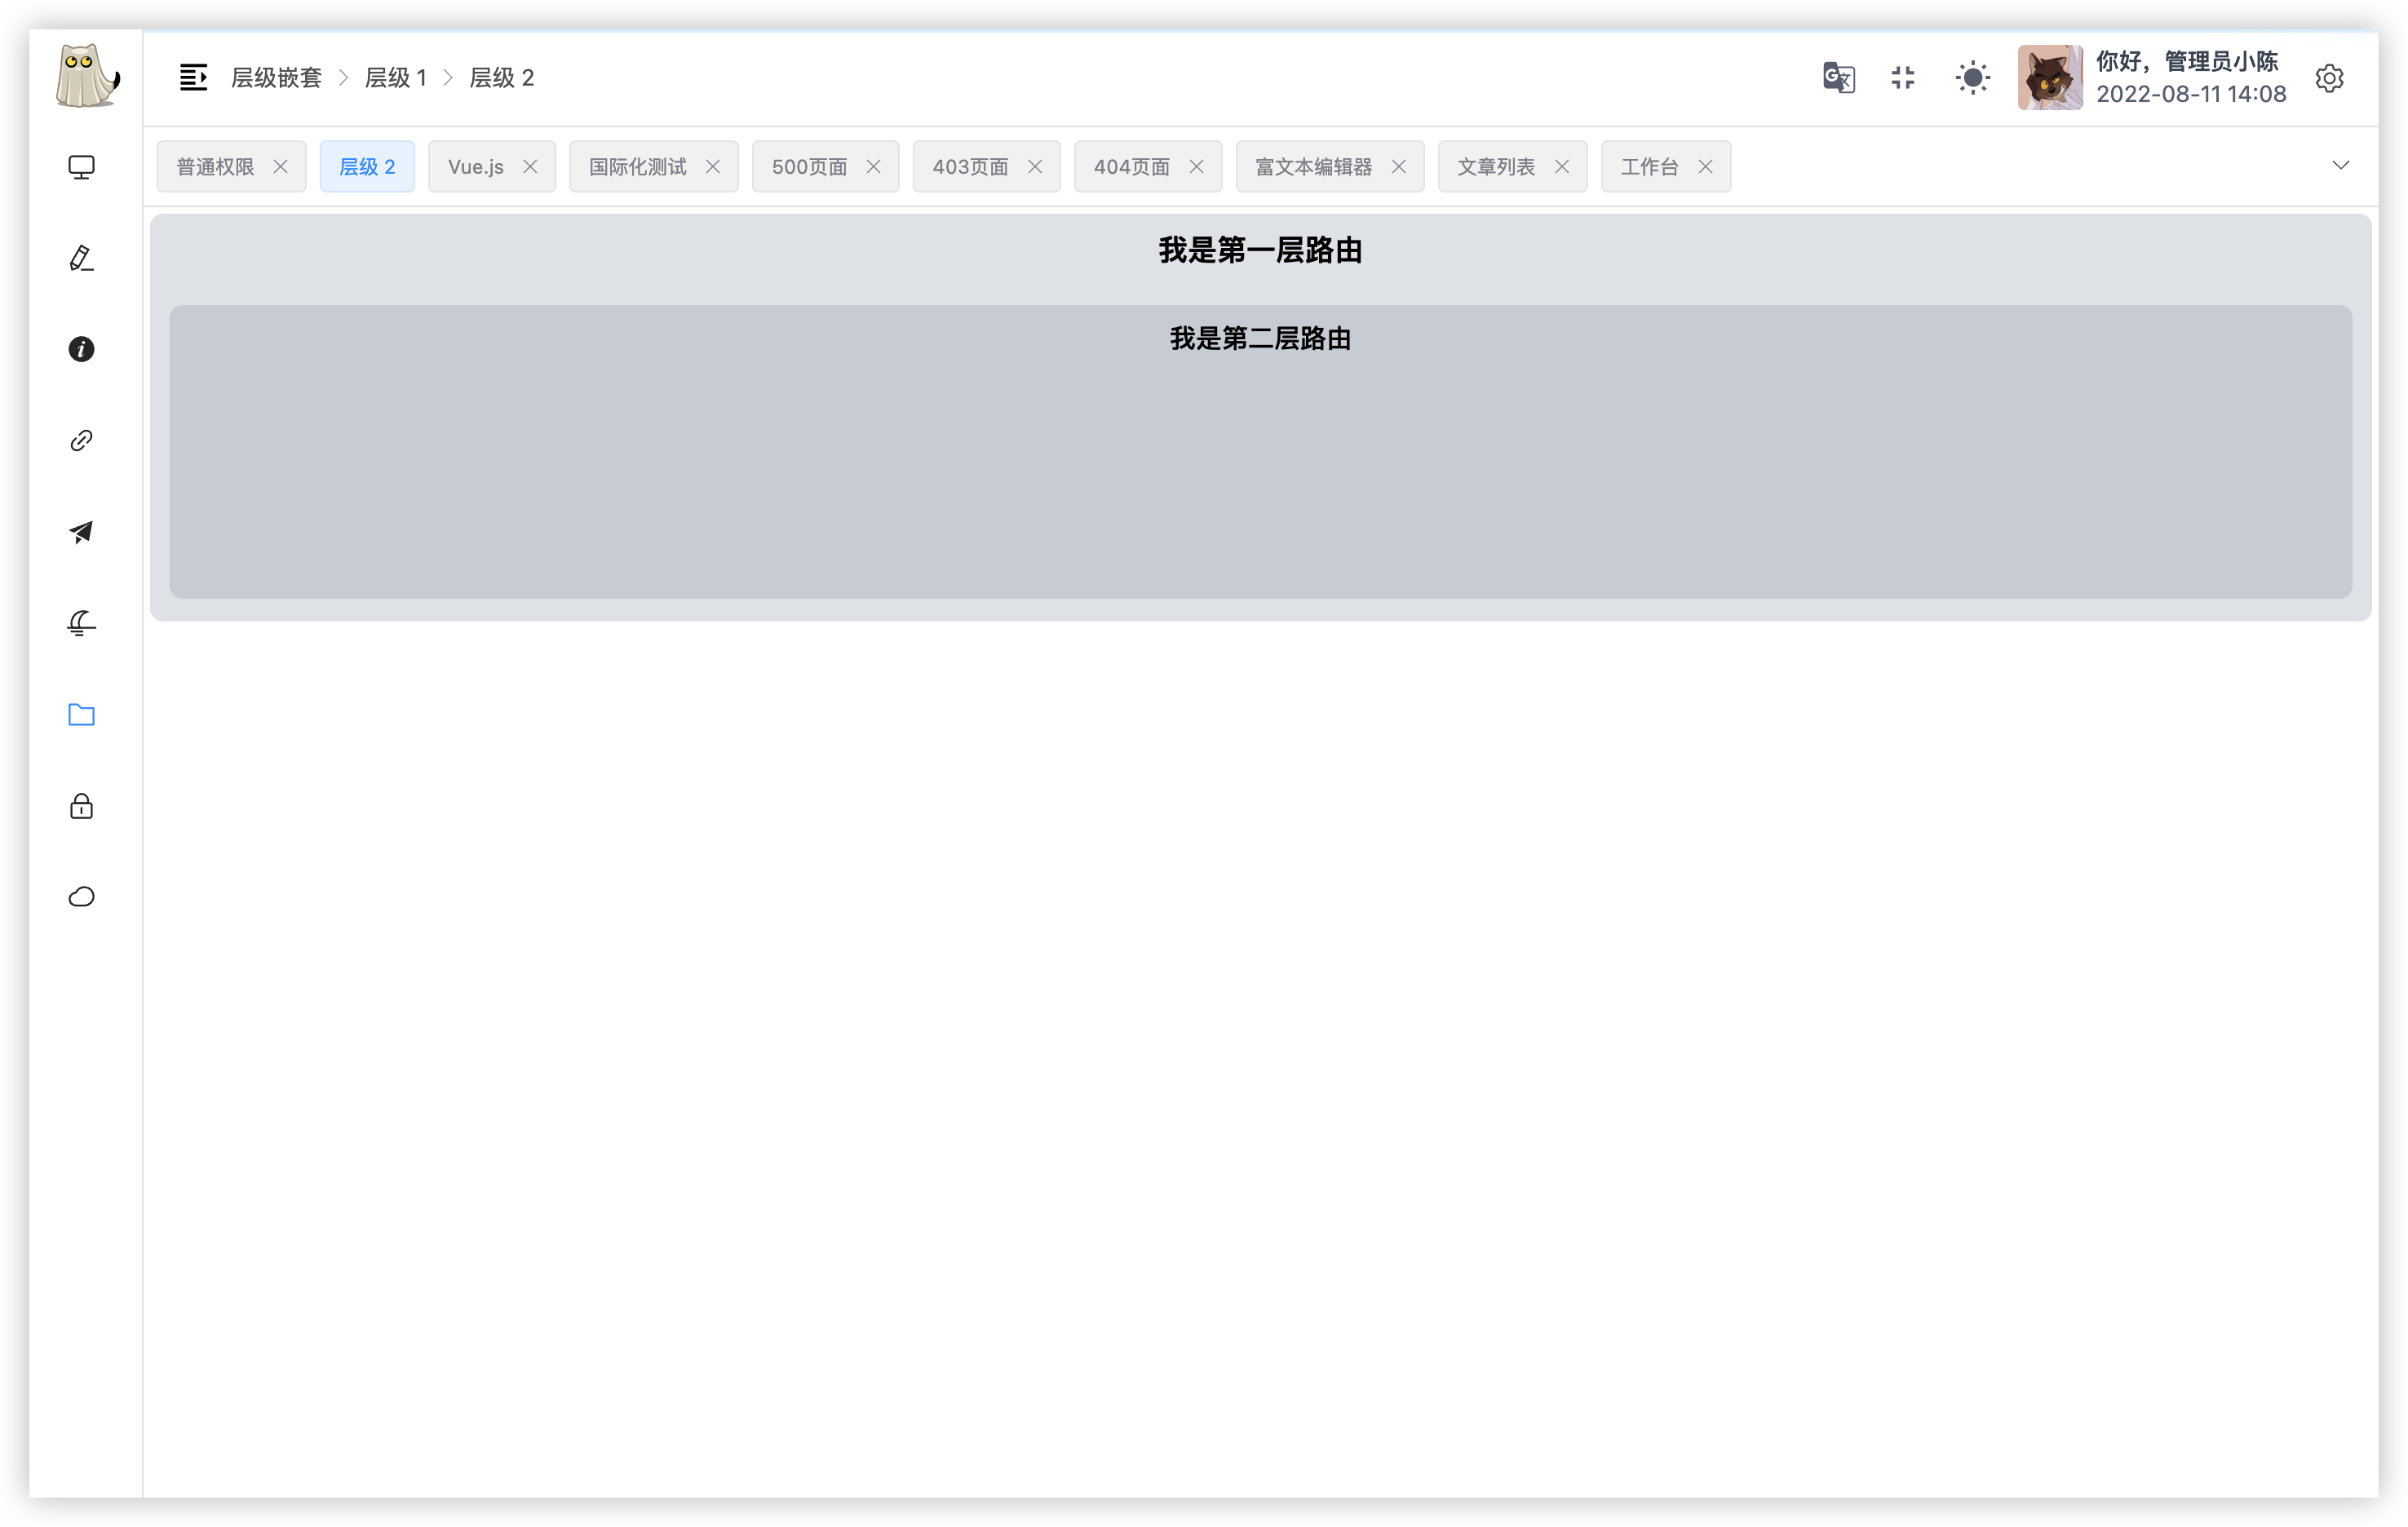 层级嵌套 > 层级 1 > 层级 2
你好，管理员小陈
2022-08-11 14:08
普通权限 层级 2 Vue.js 国际化测试 500页面 403页面 404页面 富文本编辑器 文章列表 工作台
我是第一层路由
我是第二层路由